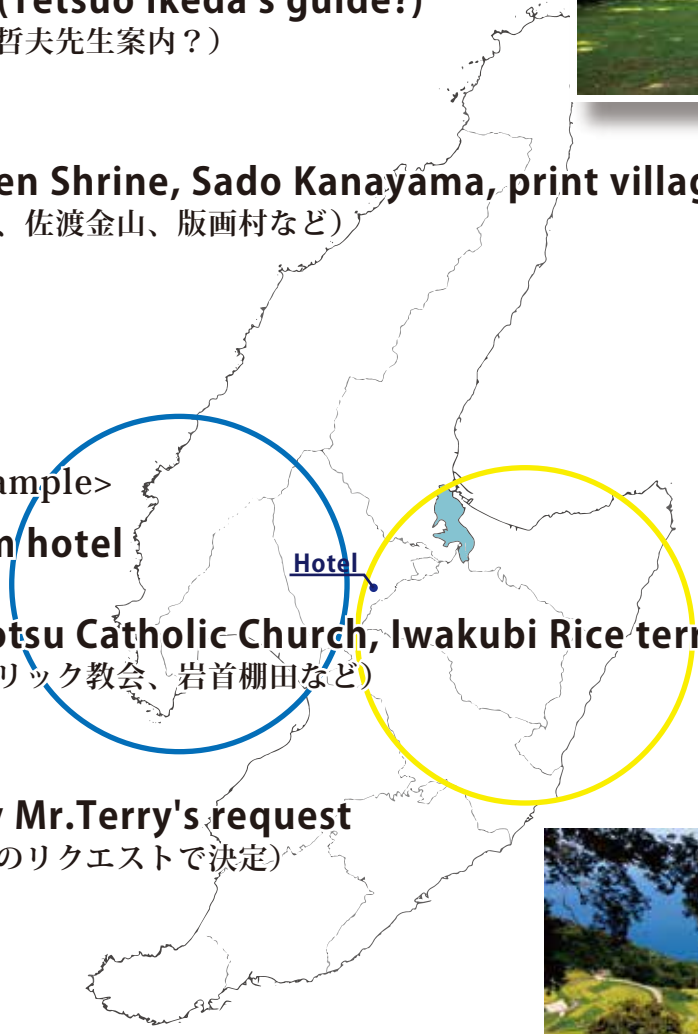 (Tetsuo Ikeda's guide?)
哲夫先生案内？）
en Shrine, Sado Kanayama, print villag
、佐渡金山、版画村など）
ample>
m hotel
Hotel
otsu Catholic Church, Iwakubi Rice terr
リック教会、岩首棚田など）
y Mr.Terry's request
のリクエストで決定）